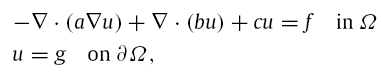 −∇ · (a∇u) + ∇ · (bu) + cu = f in Ω
u = g on ∂Ω,